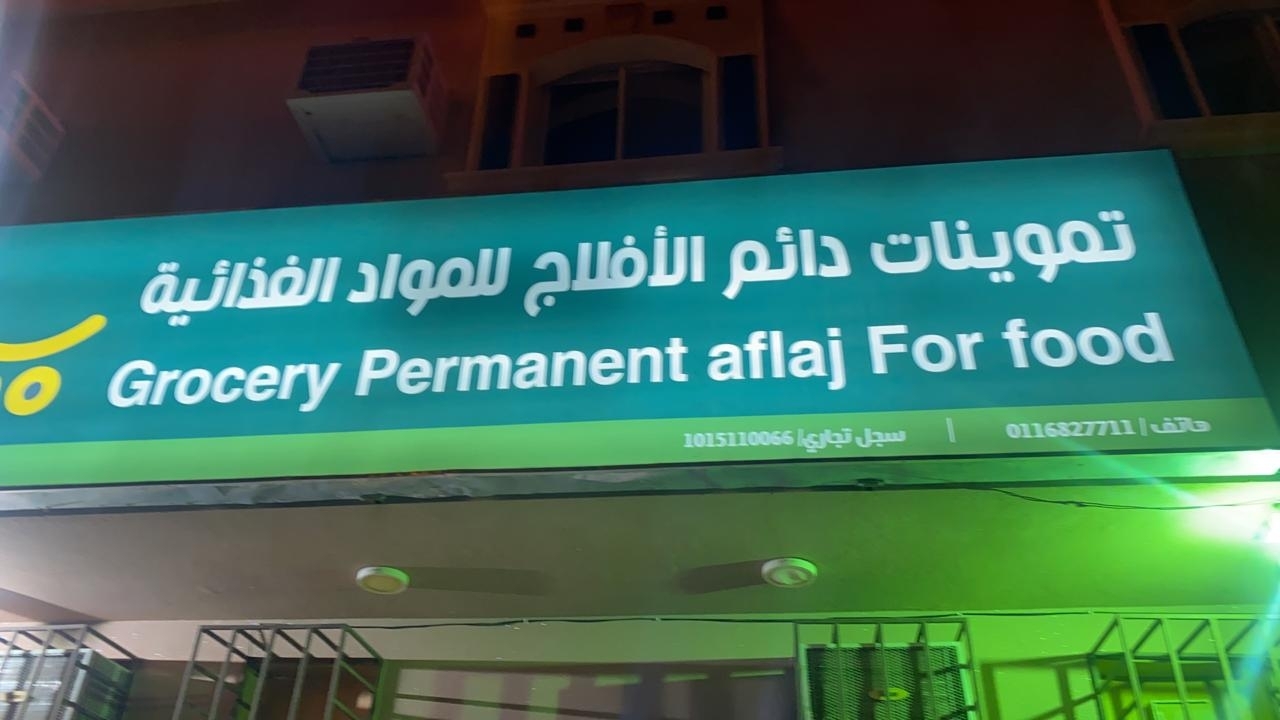 تموينات دائم الأفلاج للمواد الغذائية
Grocery Permanent aflaj For food
هاتف / 0116827711 | سجل تجاري/ 1015110066